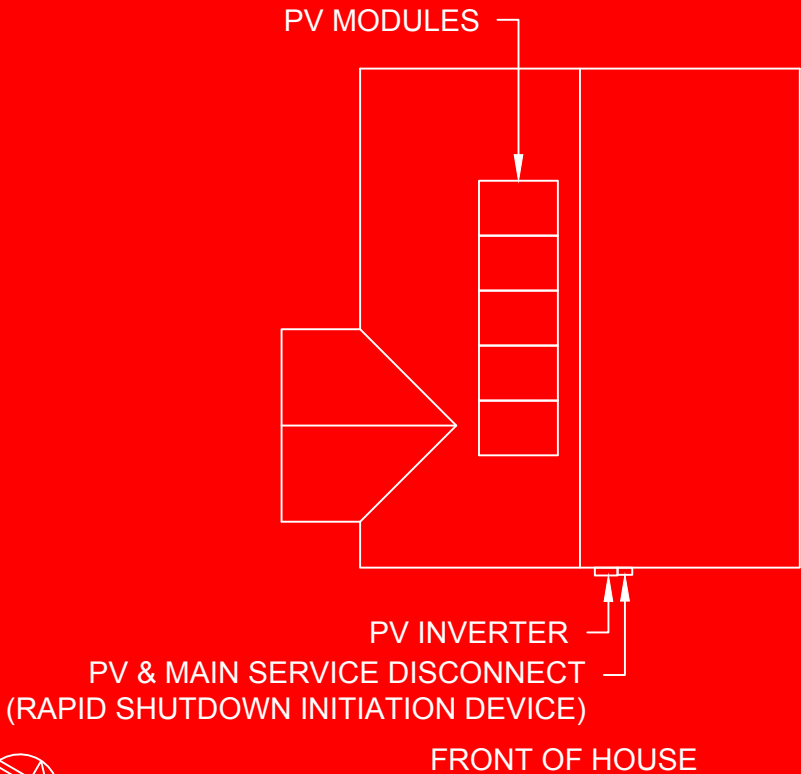 PV MODULES
PV INVERTER
PV & MAIN SERVICE DISCONNECT
(RAPID SHUTDOWN INITIATION DEVICE)
FRONT OF HOUSE